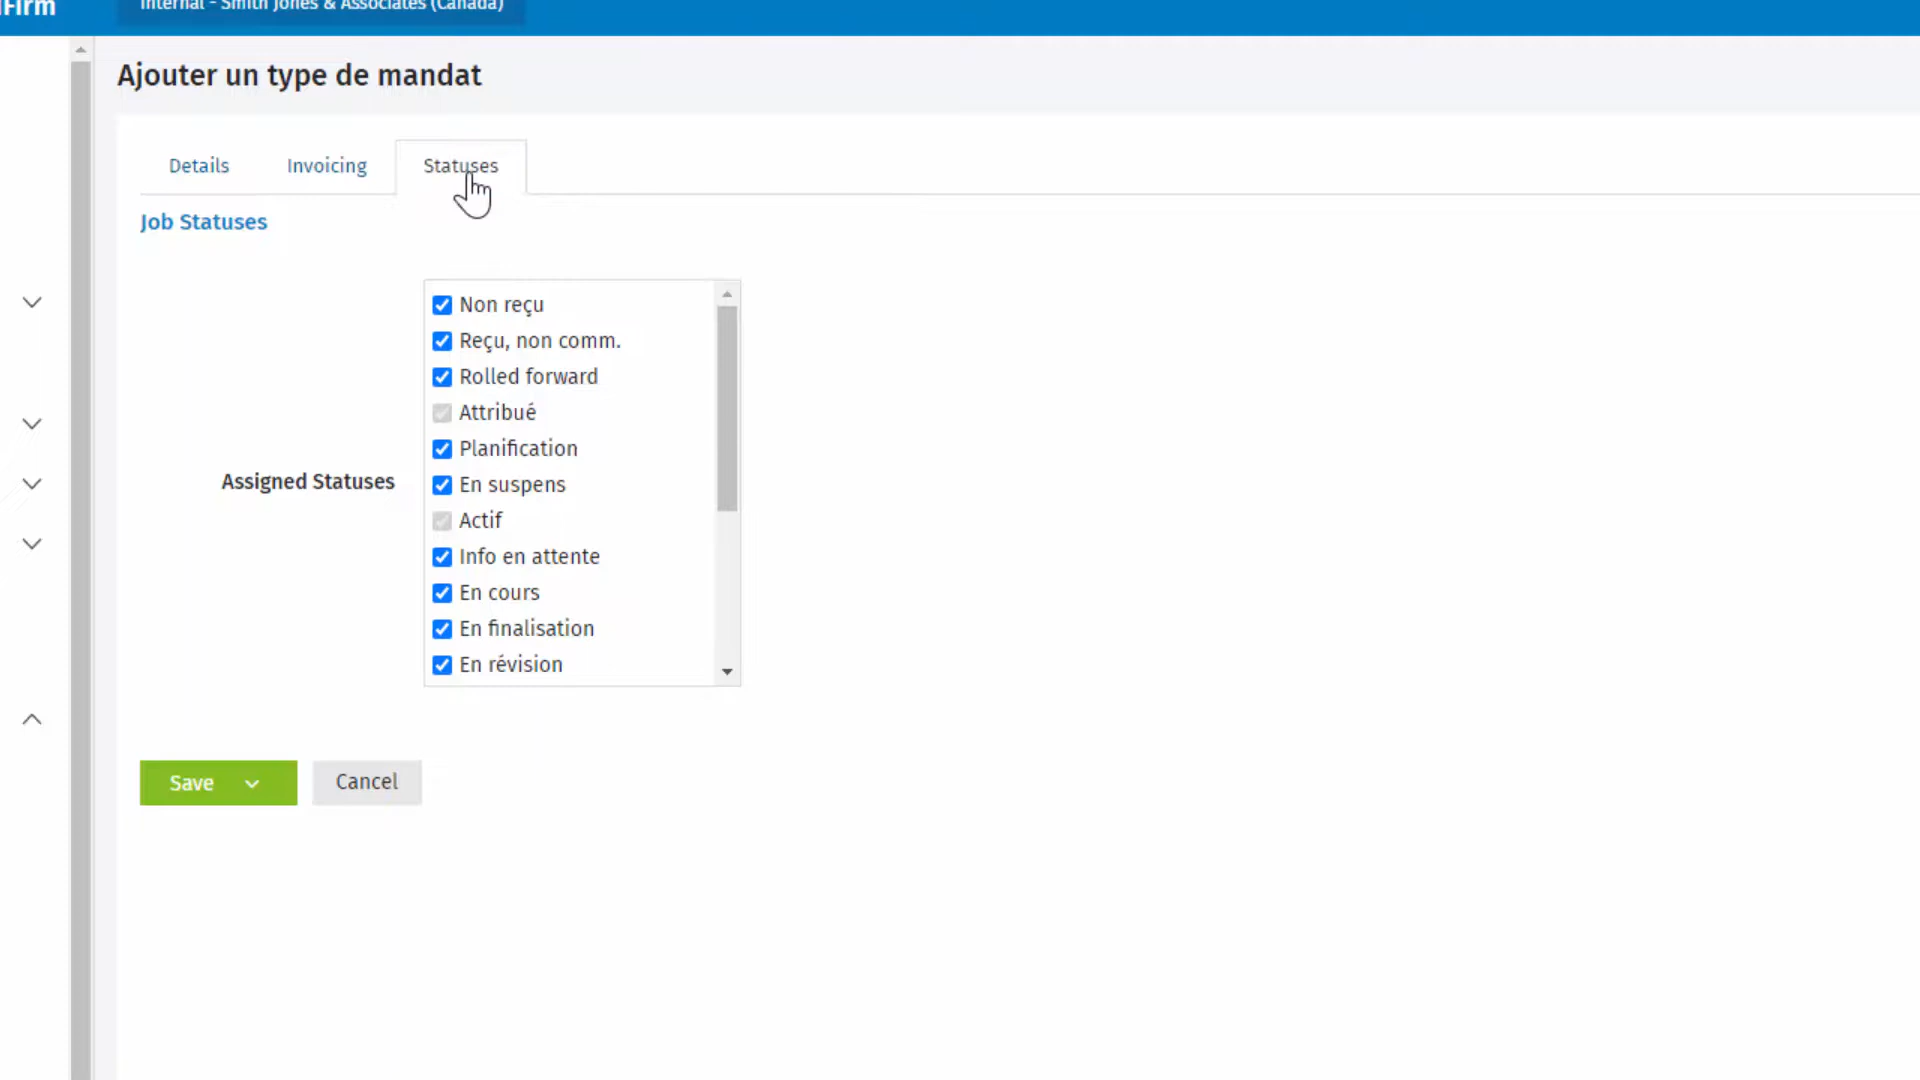 Firm
Internal - Smith Jones & Associates (Canada)
Ajouter un type de mandat
Details
Invoicing
Statuses
Job Statuses
Assigned Statuses
Non reçu
Reçu, non comm.
Rolled forward
Attribué
Planification
En suspens
Actif
Info en attente
En cours
En finalisation
En révision
Save
Cancel